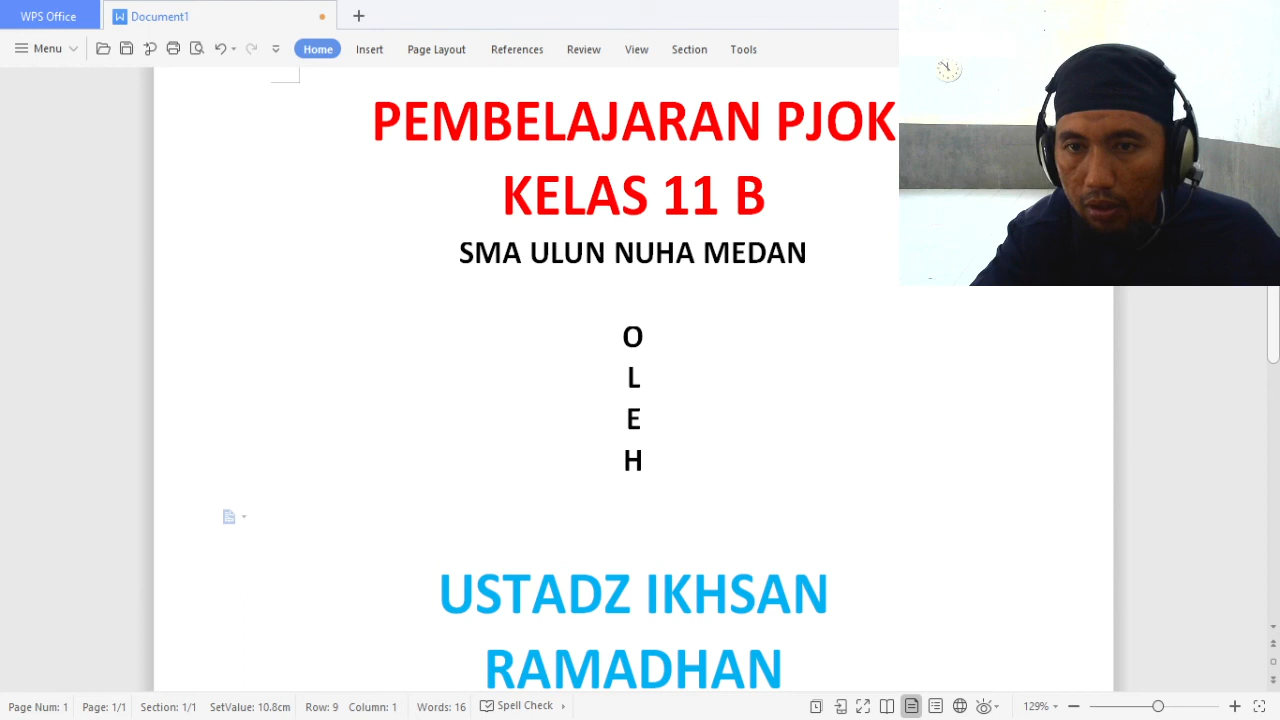 WPS Office
Document1
Menu
Home
Insert
Page Layout
References
Review
View
Section
Tools
PEMBELAJARAN PJOK
KELAS 11 B
SMA ULUN NUHA MEDAN
O
L
E
H
USTADZ IKHSAN
RAMADHAN
Page Num: 1
Page: 1/1
Section: 1/1
SetValue: 10.8cm
Row: 9
Column: 1
Words: 16
Spell Check
129%